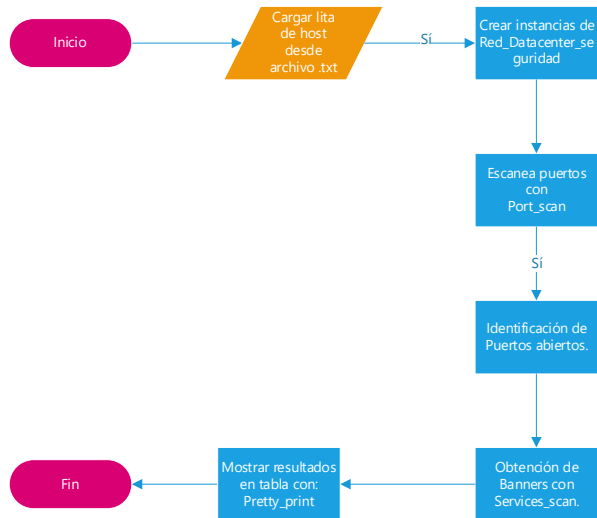 Inicio
Cargar lita
de host
desde
archivo .txt
Sí
Crear instancias de
Red_Datacenter_se
guridad
Escanea puertos
con
Port_scan
Sí
Identificación de
Puertos abiertos.
Obtención de
Banners con
Services_scan.
Mostrar resultados
en tabla con:
Pretty_print
Fin